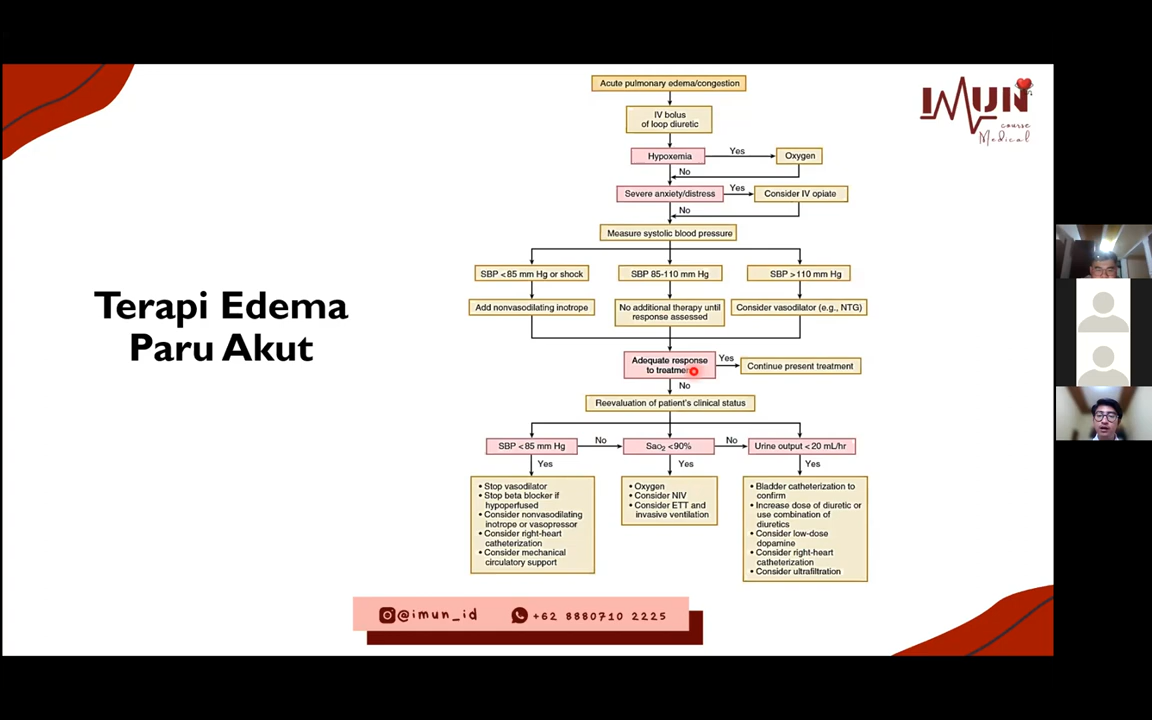 Acute pulmonary edema/congestion
IMUN
course
Medical
IV bolus
of loop diuretic
Hypoxemia
Yes
Oxygen
No
Severe anxiety/distress
Yes
Consider IV opiate
No
Measure systolic blood pressure
SBP <85 mm Hg or shock
SBP 85-110 mm Hg
SBP >110 mm Hg
Terapi Edema
Paru Akut
Add nonvasodilating inotrope
No additional therapy until
response assessed
Consider vasodilator (e.g., NTG)
Adequate response
to treatment
Yes
Continue present treatment
No
Reevaluation of patient's clinical status
SBP <85 mm Hg
No
Sao₂ <90%
No
Urine output <20 mL/hr
Yes
Yes
Yes
• Stop vasodilator
• Stop beta blocker if
hypoperfused
• Consider nonvasodilating
inotrope or vasopressor
• Consider right-heart
catheterization
• Consider mechanical
circulatory support
• Oxygen
• Consider NIV
• Consider ETT and
invasive ventilation
• Bladder catheterization to
confirm
• Increase dose of diuretic or
use combination of
diuretics
• Consider low-dose
dopamine
• Consider right-heart
catheterization
• Consider ultrafiltration
@imun_id
+62 8880710 2225